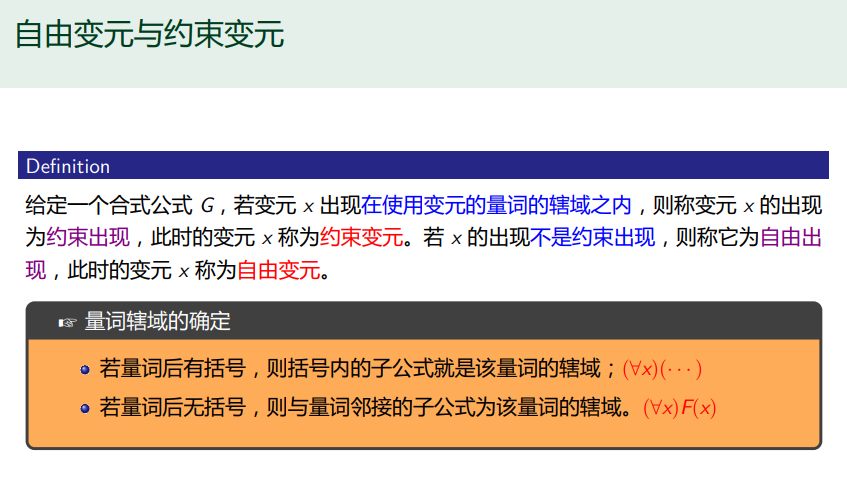 自由变元与约束变元
Definition
给定一个合式公式 G，若变元 x 出现在使用变元的量词的辖域之内，则称变元 x 的出现
为约束出现，此时的变元 x 称为约束变元。若 x 的出现不是约束出现，则称它为自由出
现，此时的变元 x 称为自由变元。
☞ 量词辖域的确定
若量词后有括号，则括号内的子公式就是该量词的辖域；(∀x)(···)
若量词后无括号，则与量词邻接的子公式为该量词的辖域。(∀x)F(x)